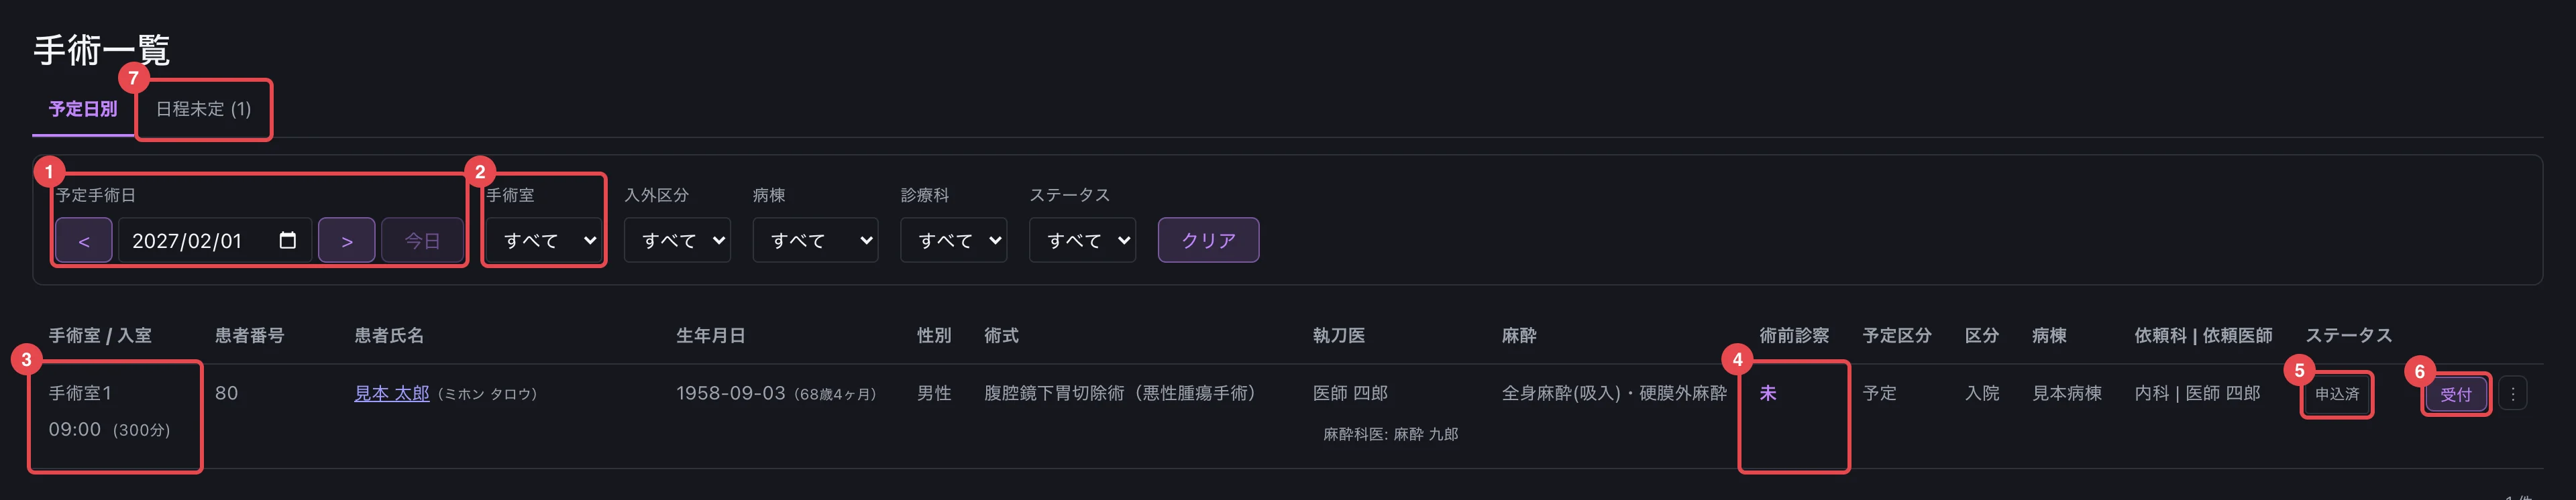 手術一覧
7
予定日別 日程未定 (1)
1 2
予定手術日 手術室 入外区分 病棟 診療科 ステータス
< 2027/02/01 > 今日 すべて すべて すべて すべて すべて クリア
手術室 / 入室 患者番号 患者氏名 生年月日 性別 術式 執刀医 麻酔 術前診察 予定区分 区分 病棟 依頼科 | 依頼医師 ステータス
3 4 5 6
手術室1 80 見本 太郎 (ミホン タロウ) 1958-09-03 (68歳4ヶ月) 男性 腹腔鏡下胃切除術（悪性腫瘍手術） 医師 四郎 全身麻酔(吸入)・硬膜外麻酔 未 予定 入院 見本病棟 内科 | 医師 四郎 申込済 受付 ⋮
09:00 (300分) 麻酔科医: 麻酔 九郎